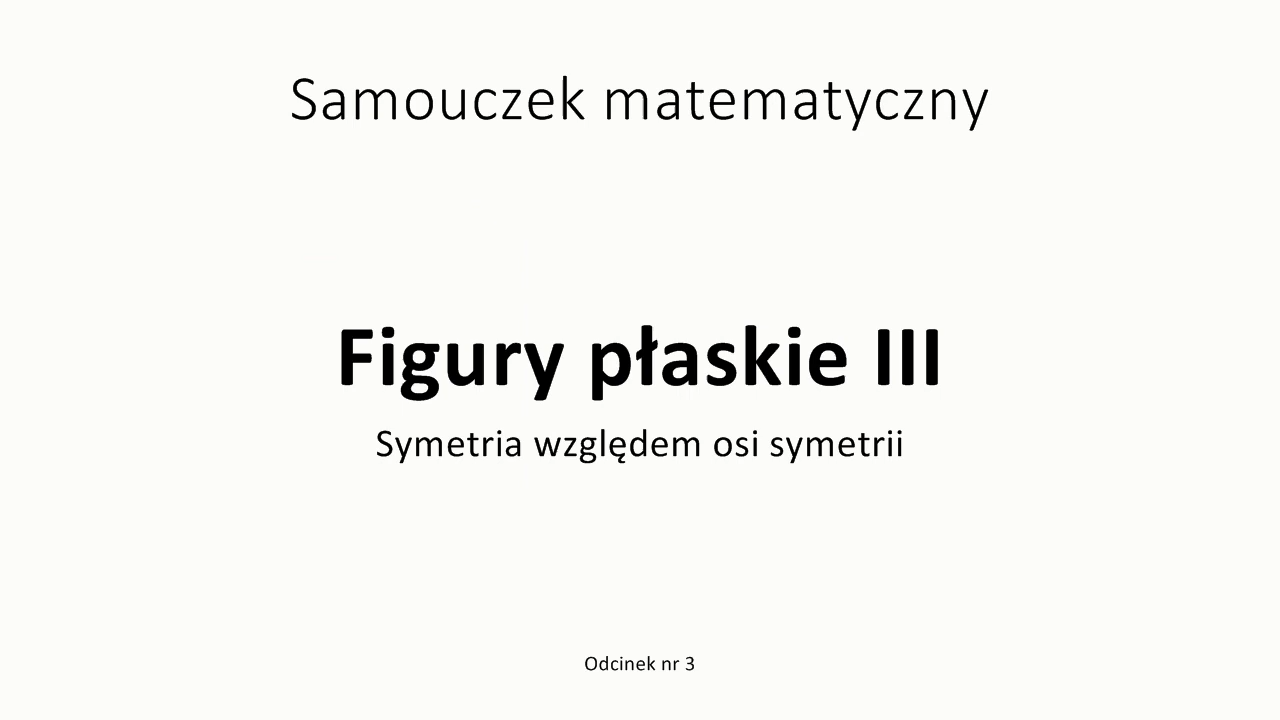 Samouczek matematyczny
Figury płaskie III
Symetria względem osi symetrii
Odcinek nr 3